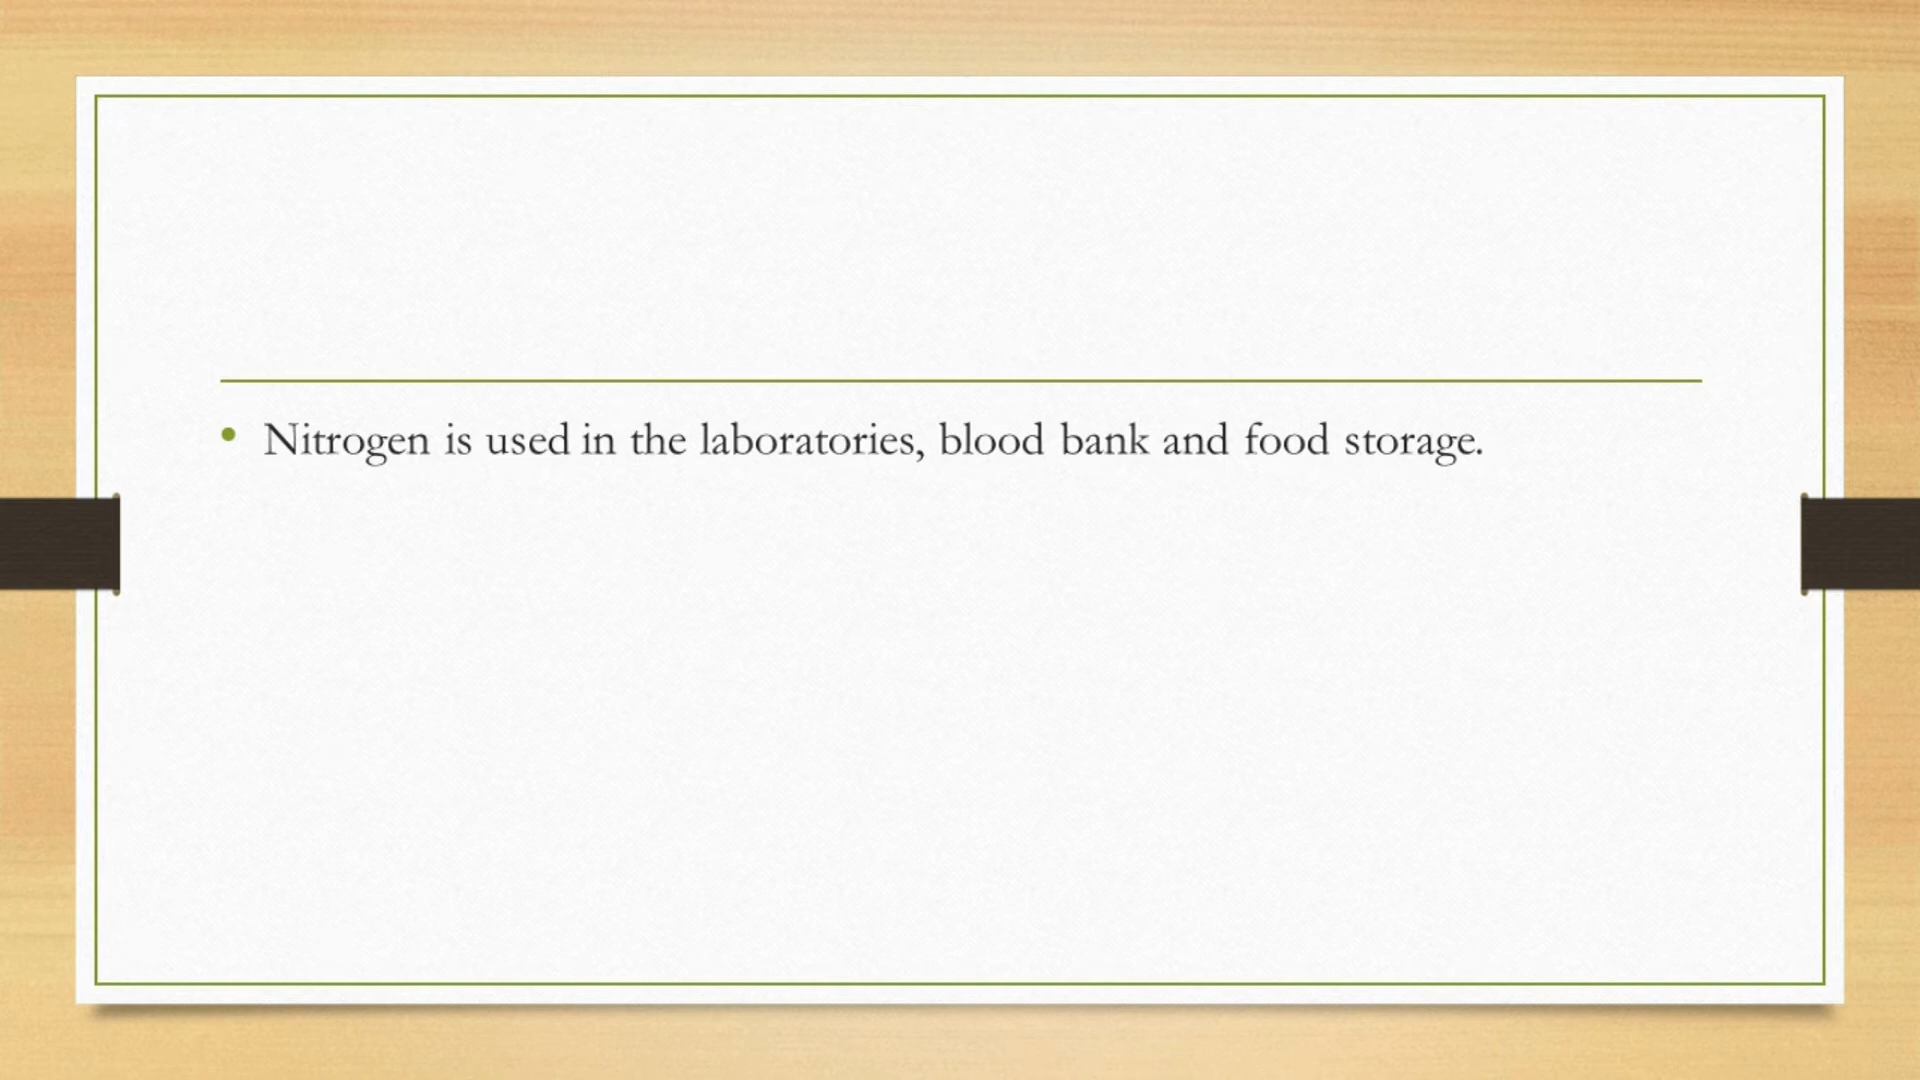 • Nitrogen is used in the laboratories, blood bank and food storage.